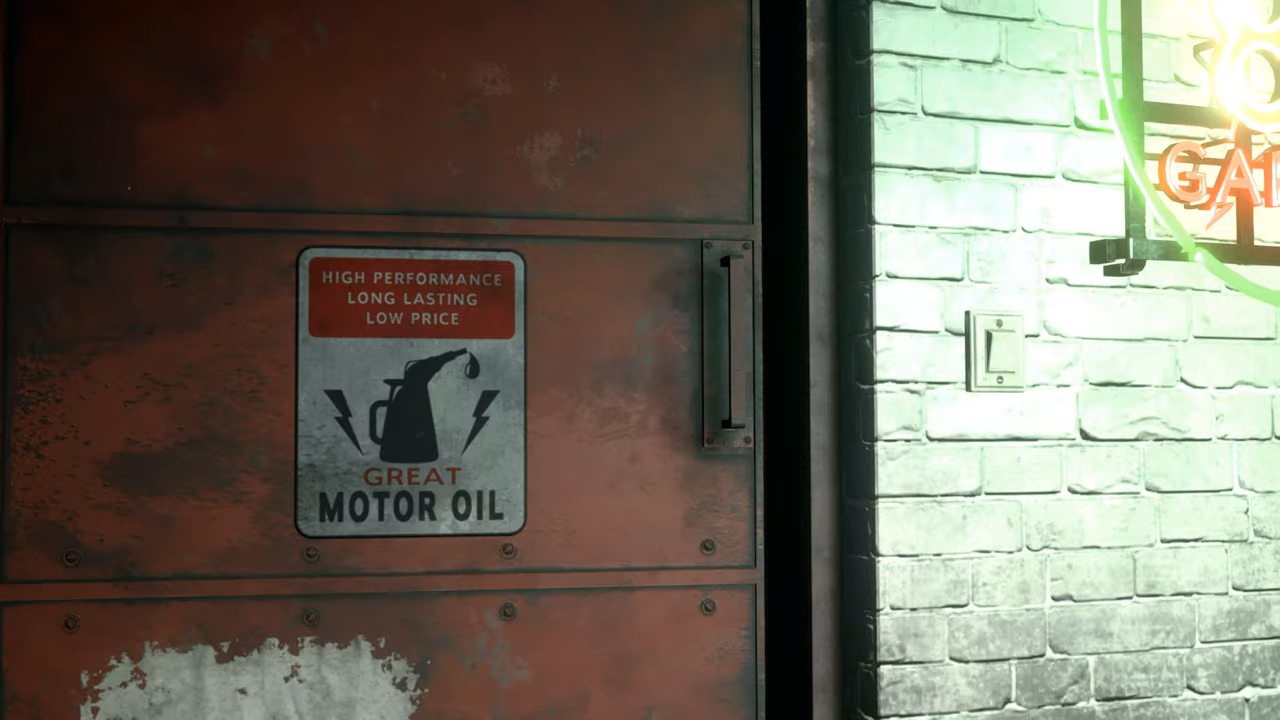 HIGH PERFORMANCE
LONG LASTING
LOW PRICE
GREAT
MOTOR OIL